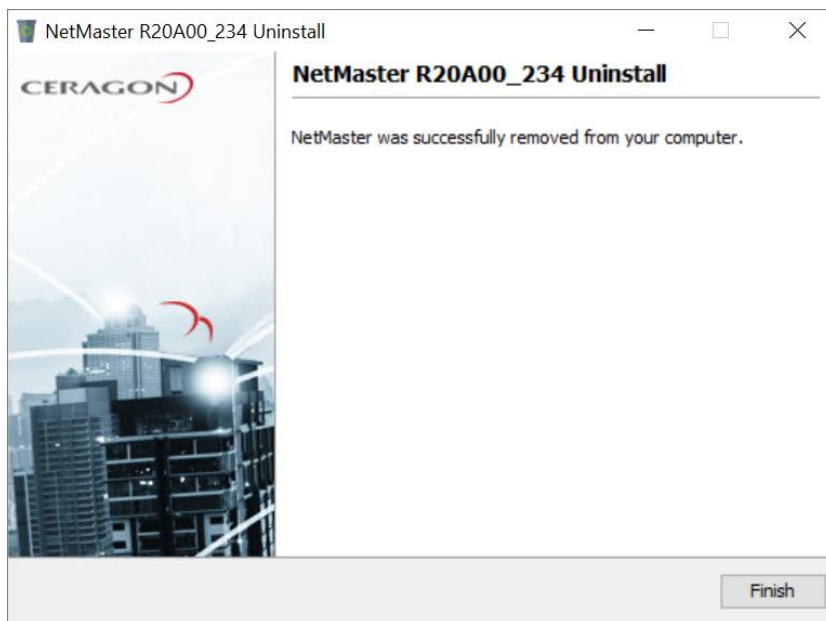 NetMaster R20A00_234 Uninstall
CERAGON
NetMaster R20A00_234 Uninstall
NetMaster was successfully removed from your computer.
Finish